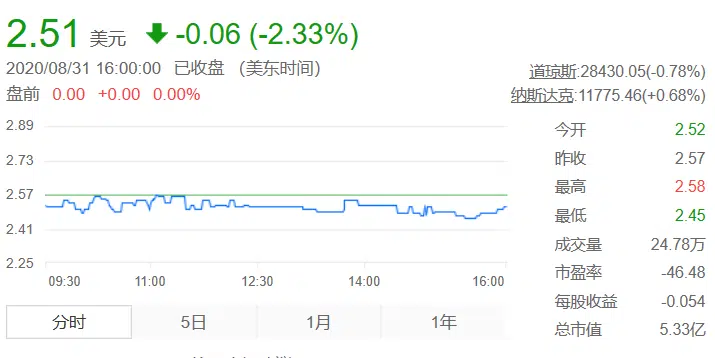 2.51 美元 -0.06 (-2.33%)
2020/08/31 16:00:00 已收盘 （美东时间）
盘前 0.00 +0.00 0.00%
道琼斯:28430.05(-0.78%)
纳斯达克:11775.46(+0.68%)
2.89
2.73
2.57
2.41
2.25
09:30 11:00 12:30 14:00 16:00
分时 5日 1月 1年
今开 2.52
昨收 2.57
最高 2.58
最低 2.45
成交量 24.78万
市盈率 -46.48
每股收益 -0.054
总市值 5.33亿